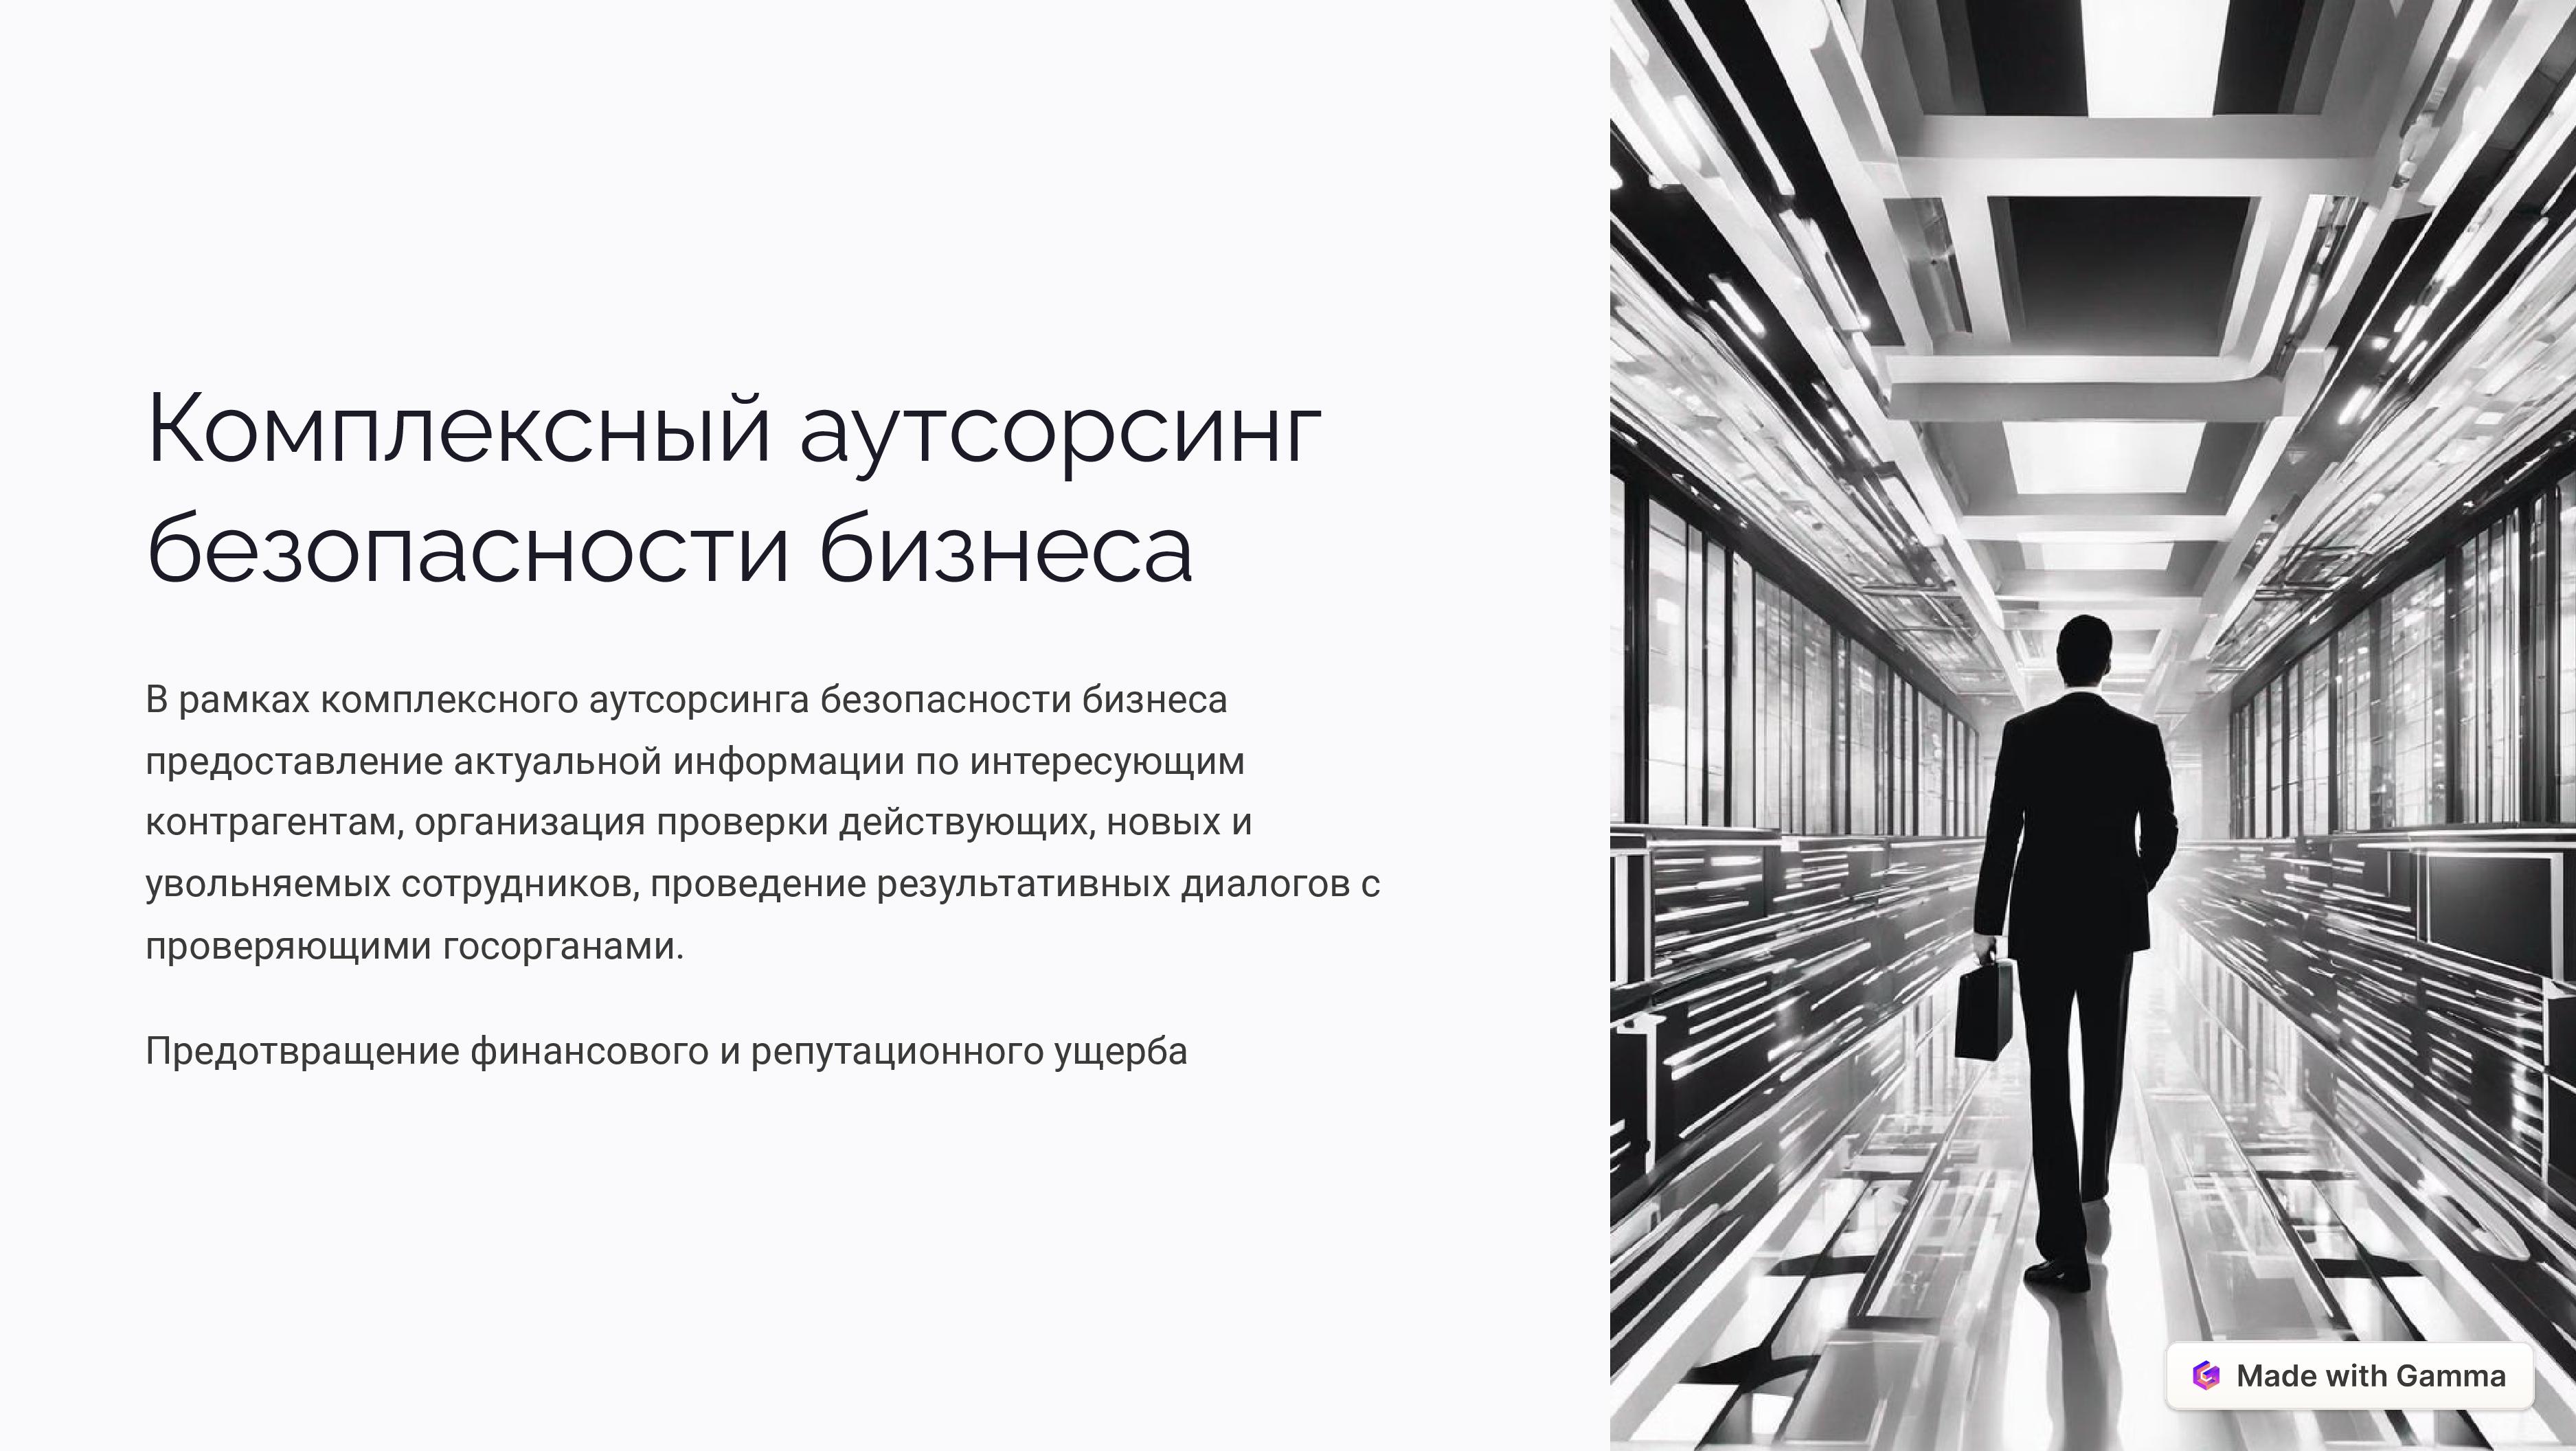 Комплексный аутсорсинг
безопасности бизнеса
В рамках комплексного аутсорсинга безопасности бизнеса
предоставление актуальной информации по интересующим
контрагентам, организация проверки действующих, новых и
увольняемых сотрудников, проведение результативных диалогов с
проверяющими госорганами.
Предотвращение финансового и репутационного ущерба
Made with Gamma